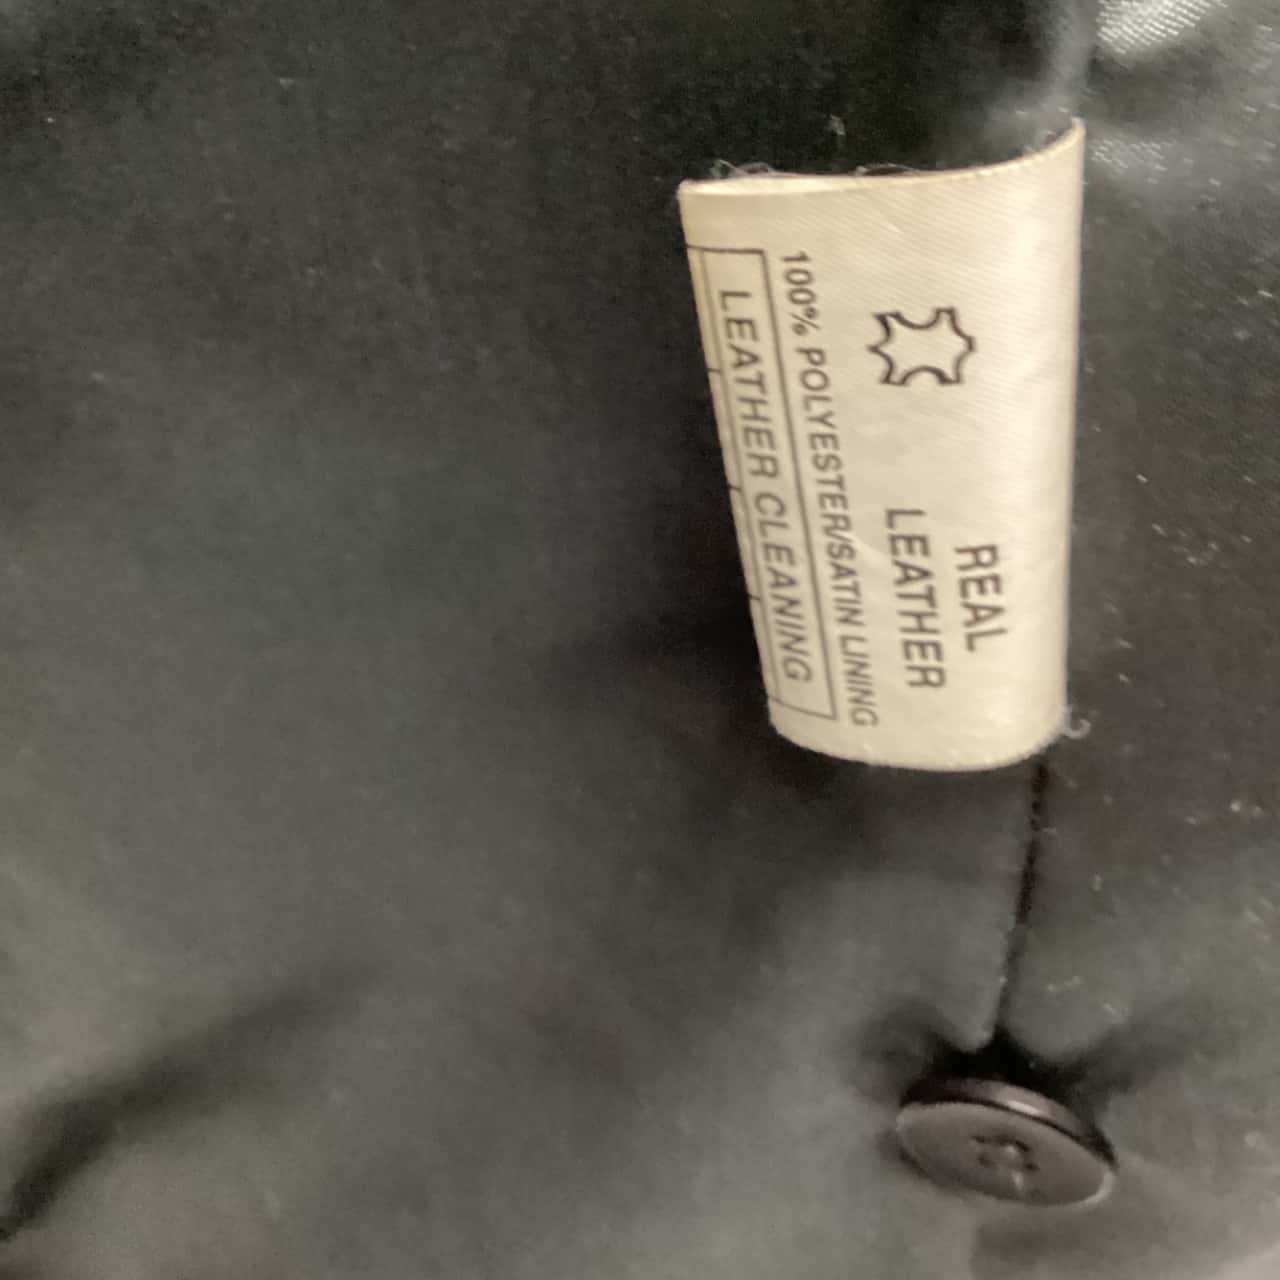 REAL
LEATHER
100% POLYESTER/SATIN LINING
LEATHER CLEANING